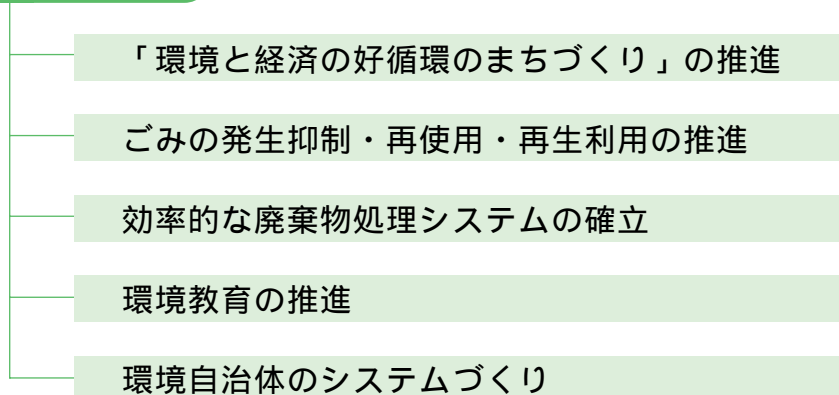 「環境と経済の好循環のまちづくり」の推進
ごみの発生抑制・再使用・再生利用の推進
効率的な廃棄物処理システムの確立
環境教育の推進
環境自治体のシステムづくり